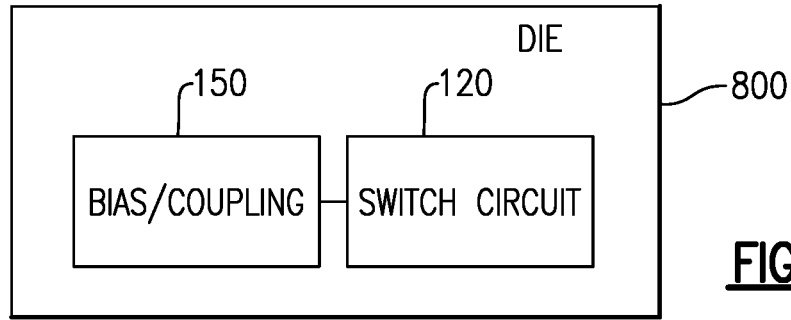 DIE
150
120
800
BIAS/COUPLING
SWITCH CIRCUIT
FIG